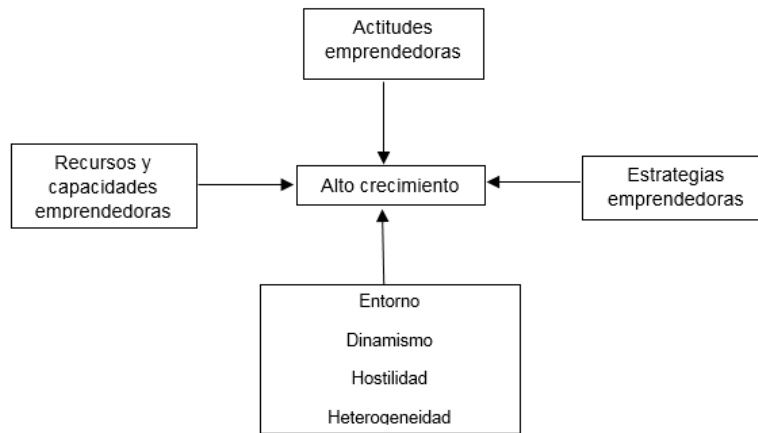 Actitudes
emprendedoras
Recursos y
capacidades
emprendedoras
Alto crecimiento
Estrategias
emprendedoras
Entorno
Dinamismo
Hostilidad
Heterogeneidad